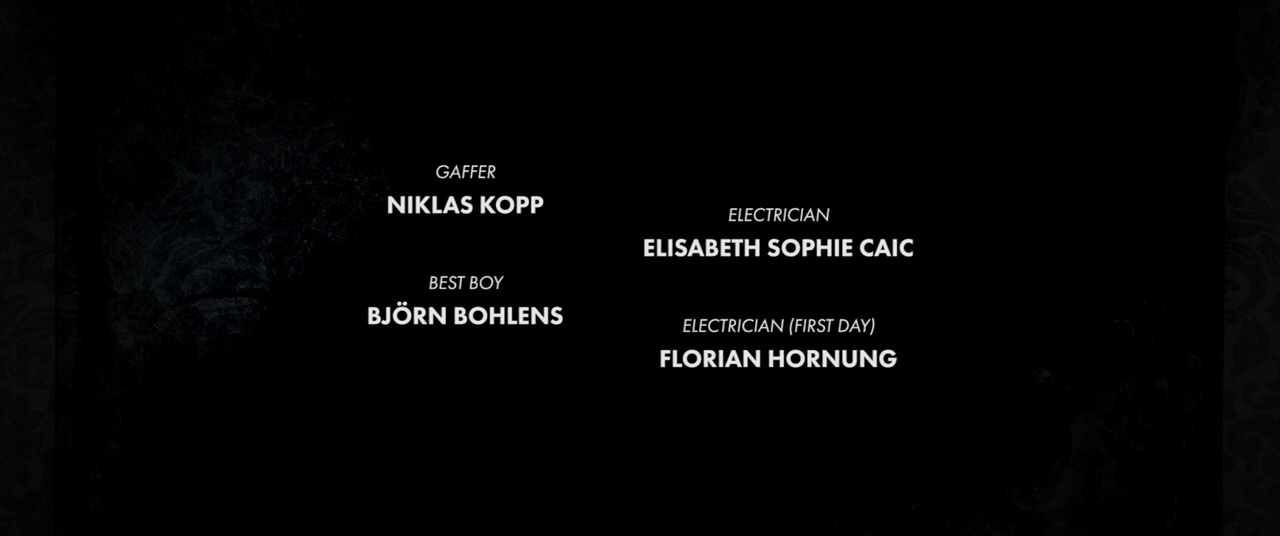 GAFFER
NIKLAS KOPP
BEST BOY
BJÖRN BOHLENS
ELECTRICIAN
ELISABETH SOPHIE CAIC
ELECTRICIAN (FIRST DAY)
FLORIAN HORNUNG